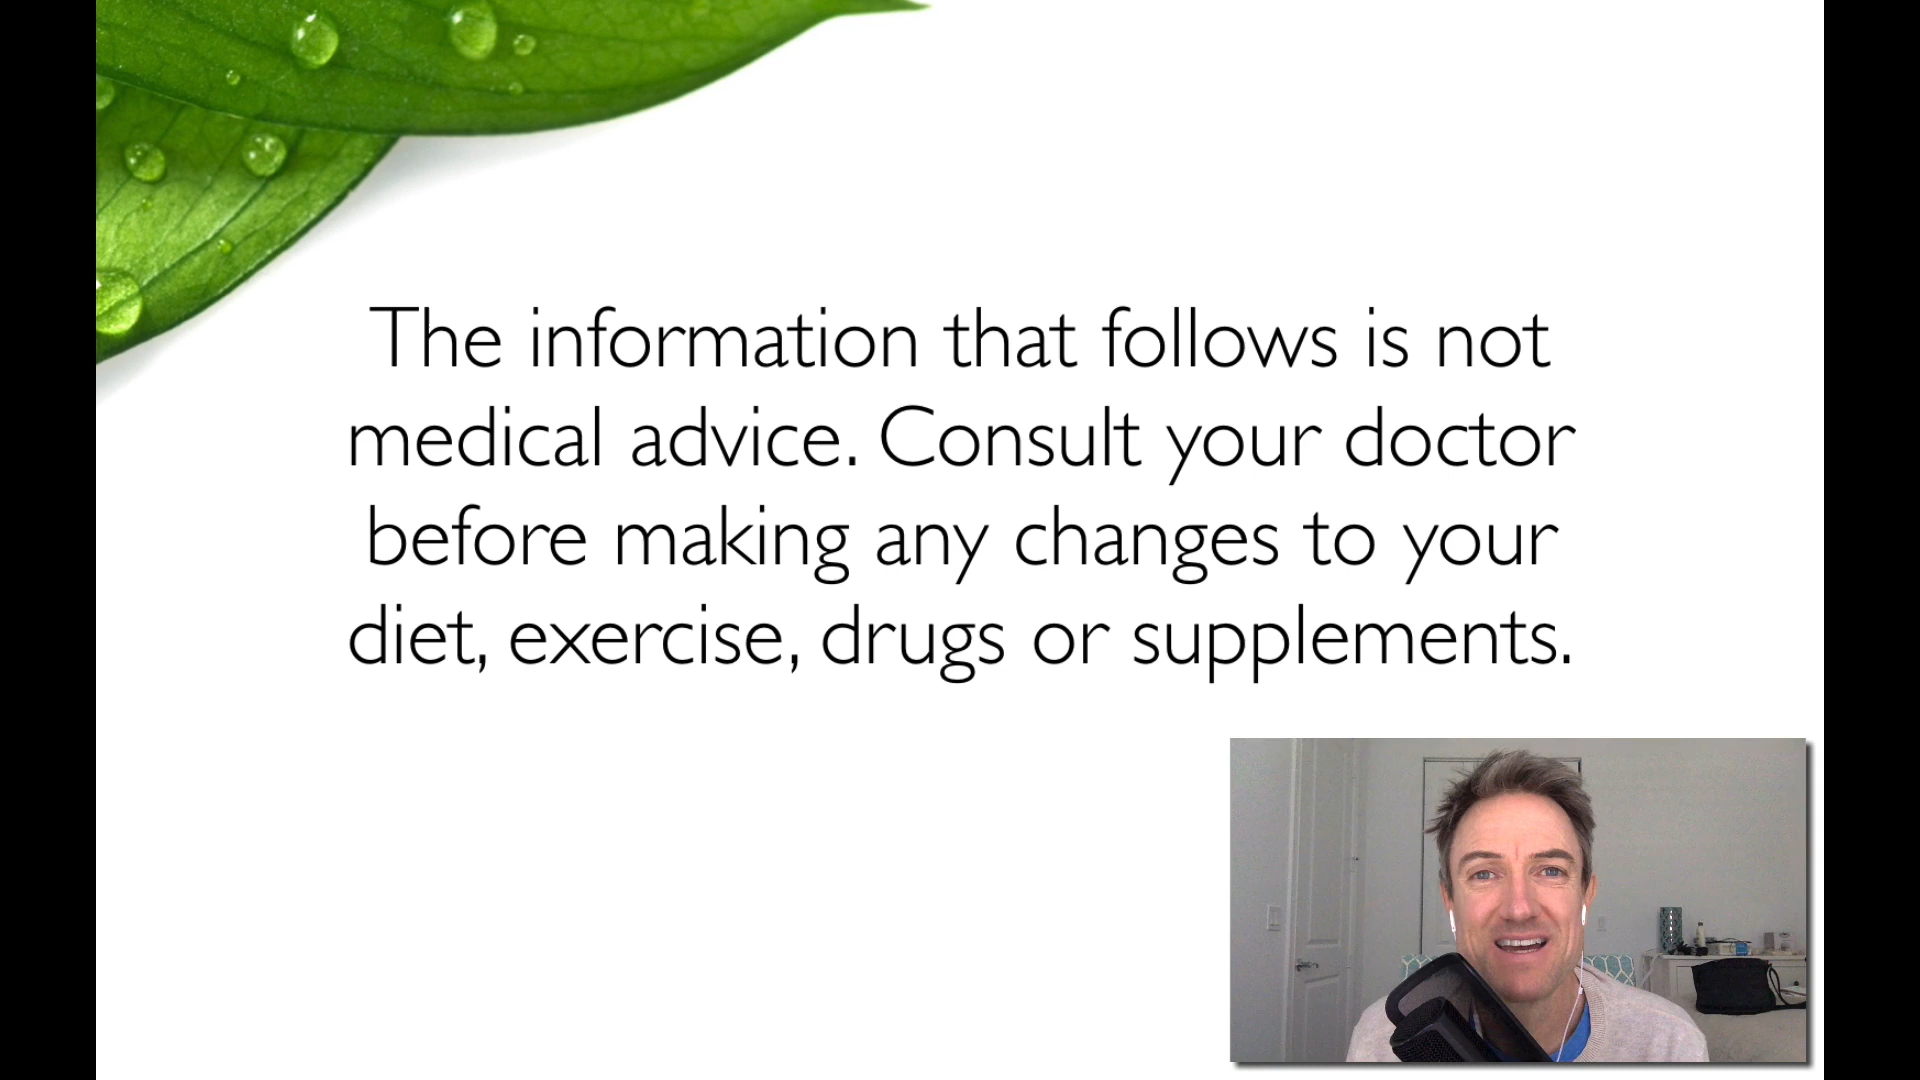 The information that follows is not
medical advice. Consult your doctor
before making any changes to your
diet, exercise, drugs or supplements.